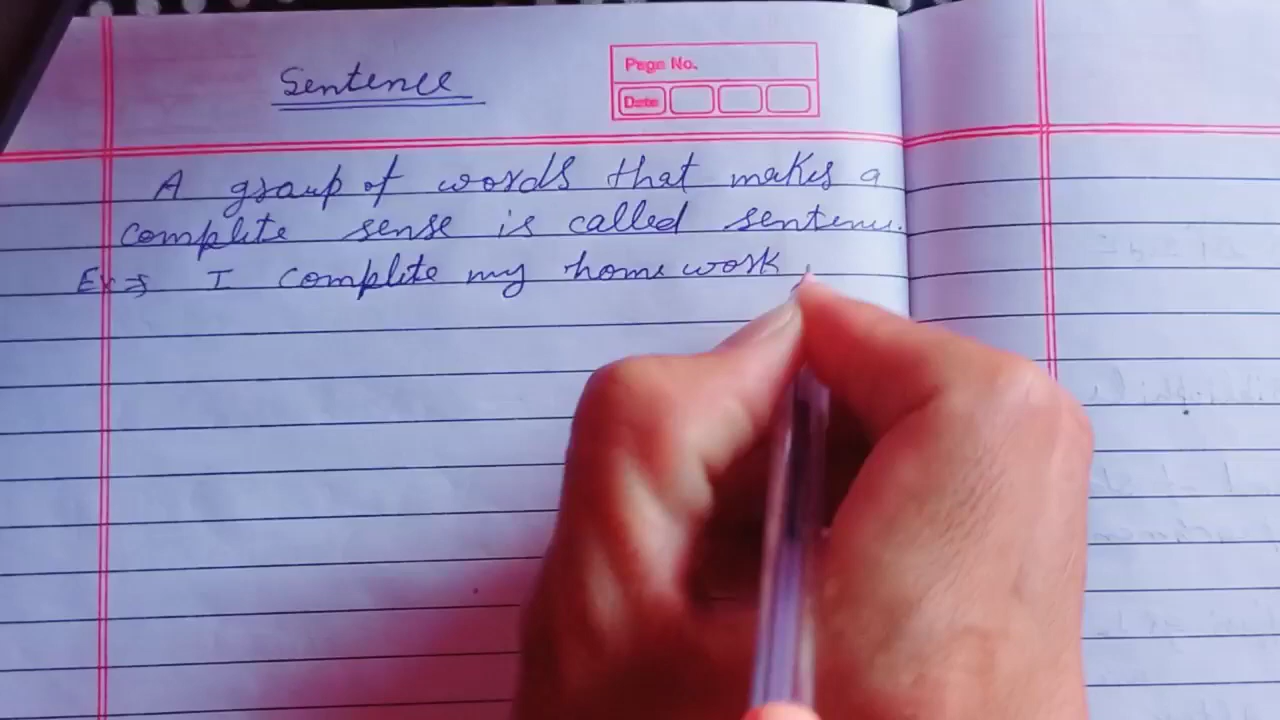 Sentence
Page No.
Date
A group of words that makes a
complete sense is called sentence.
Ex ⇒ I complete my home work